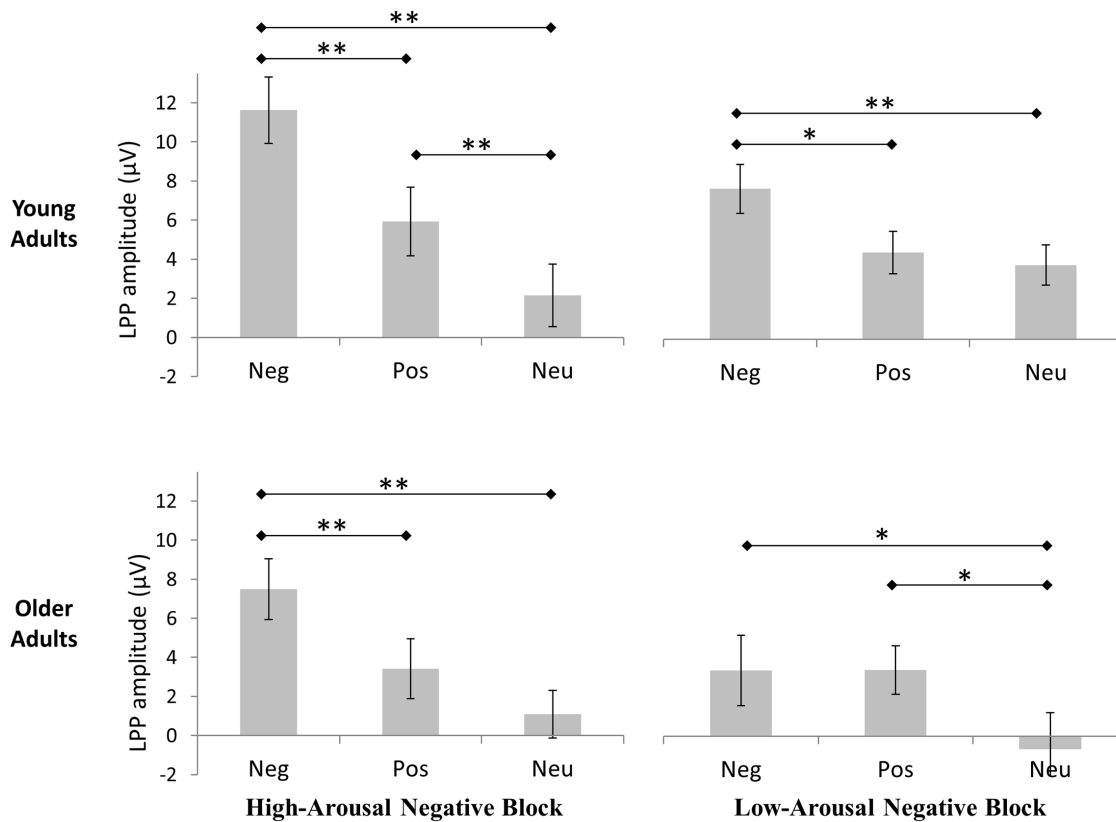 **
**
**
12
10
8
6
4
2
0
-2
LPP amplitude (µV)
Young
Adults
Neg Pos Neu
**
*
Neg Pos Neu
**
**
12
10
8
6
4
2
0
-2
LPP amplitude (µV)
Older
Adults
Neg Pos Neu
*
*
Neg Pos Neu
High-Arousal Negative Block
Low-Arousal Negative Block